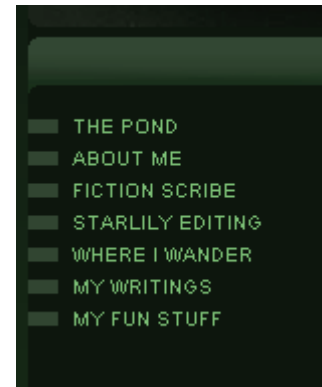 THE POND
ABOUT ME
FICTION SCRIBE
STARLILY EDITING
WHERE I WANDER
MY WRITINGS
MY FUN STUFF